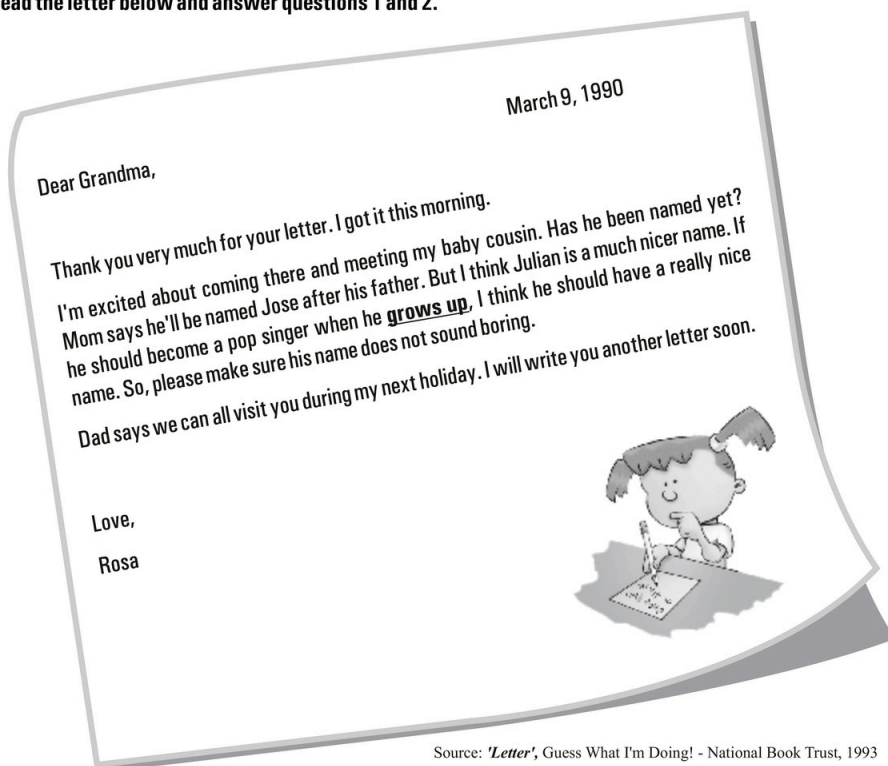 ead the letter below and answer questions 1 and 2.
March 9, 1990
Dear Grandma,
Thank you very much for your letter. I got it this morning.
I'm excited about coming there and meeting my baby cousin. Has he been named yet?
Mom says he'll be named Jose after his father. But I think Julian is a much nicer name. If
he should become a pop singer when he grows up, I think he should have a really nice
name. So, please make sure his name does not sound boring.
Dad says we can all visit you during my next holiday. I will write you another letter soon.
Love,
Rosa
Source: 'Letter', Guess What I'm Doing! - National Book Trust, 1993